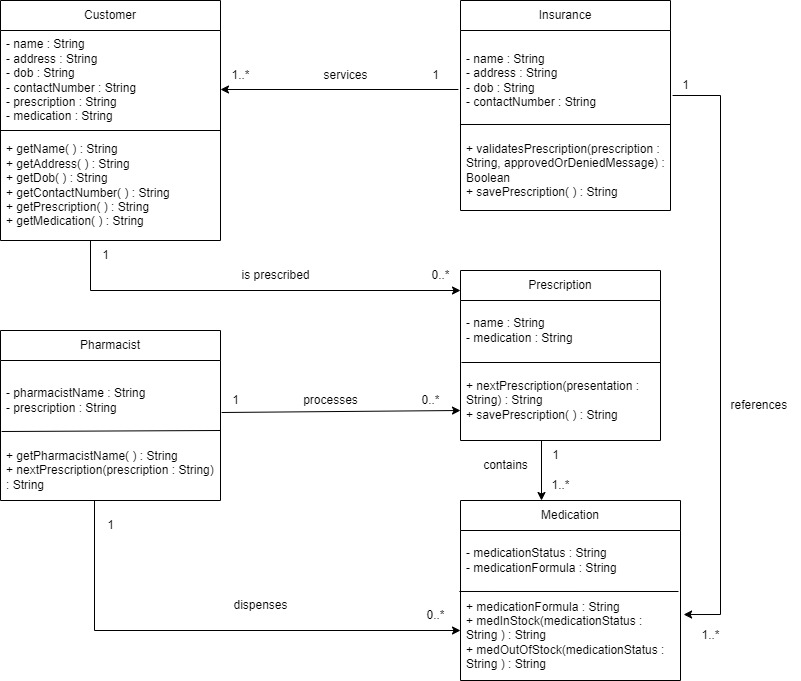 Customer
- name : String
- address : String
- dob : String
- contactNumber : String
- prescription : String
- medication : String
+ getName( ) : String
+ getAddress( ) : String
+ getDob( ) : String
+ getContactNumber( ) : String
+ getPrescription( ) : String
+ getMedication( ) : String
1..*
services
1
Insurance
- name : String
- address : String
- dob : String
- contactNumber : String
+ validatesPrescription(prescription :
String, approvedOrDeniedMessage) :
Boolean
+ savePrescription( ) : String
1
references
1..*
1
is prescribed
0..*
Prescription
- name : String
- medication : String
+ nextPrescription(presentation :
String) : String
+ savePrescription( ) : String
Pharmacist
- pharmacistName : String
- prescription : String
+ getPharmacistName( ) : String
+ nextPrescription(prescription : String)
: String
1
processes
0..*
1
contains
1..*
1
dispenses
0..*
Medication
- medicationStatus : String
- medicationFormula : String
+ medicationFormula : String
+ medInStock(medicationStatus :
String ) : String
+ medOutOfStock(medicationStatus :
String ) : String